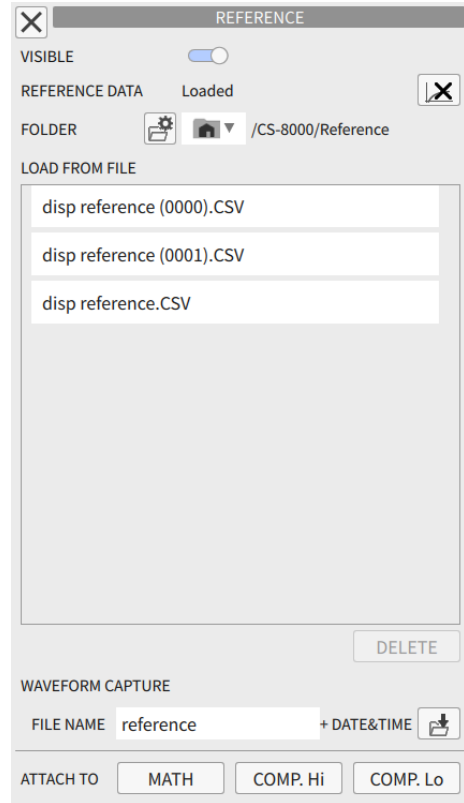 REFERENCE
VISIBLE
REFERENCE DATA Loaded
FOLDER /CS-8000/Reference
LOAD FROM FILE
disp reference (0000).CSV
disp reference (0001).CSV
disp reference.CSV
DELETE
WAVEFORM CAPTURE
FILE NAME reference + DATE&TIME
ATTACH TO MATH COMP. Hi COMP. Lo